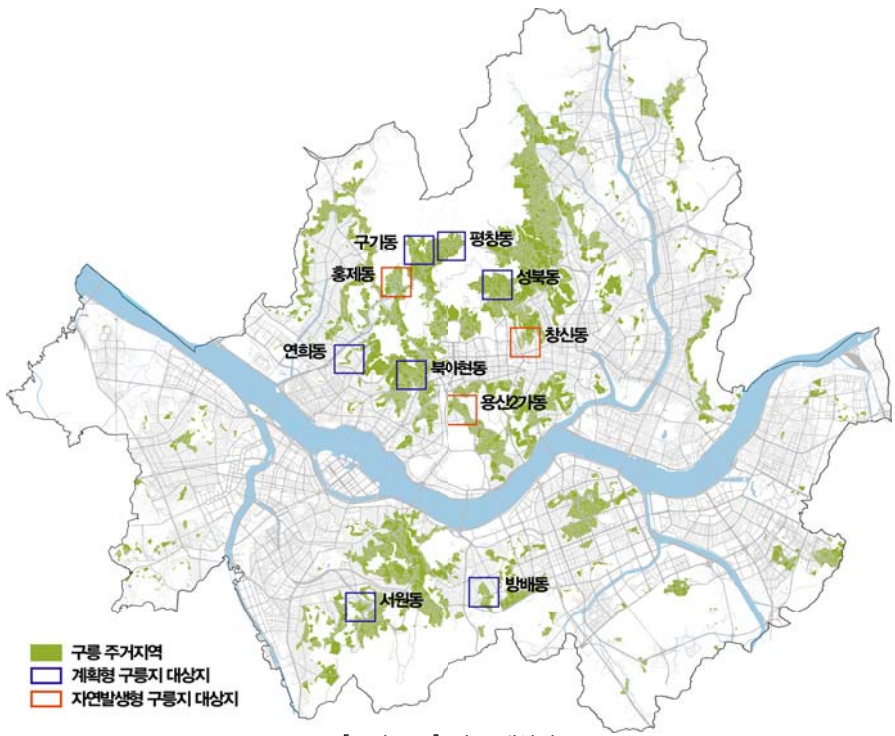 구기동
평창동
홍제동
성북동
창신동
연희동
북아현동
용산2가동
서원동
방배동
구릉 주거지역
계획형 구릉지 대상지
자연발생형 구릉지 대상지